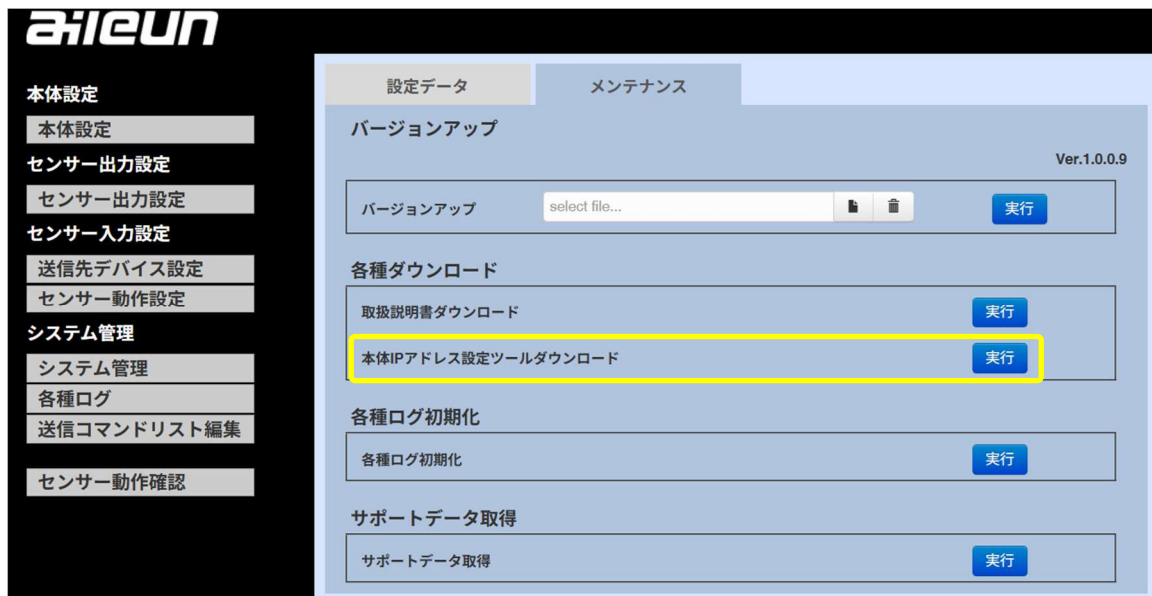 aileun
本体設定
本体設定
センサー出力設定
センサー出力設定
センサー入力設定
送信先デバイス設定
センサー動作設定
システム管理
システム管理
各種ログ
送信コマンドリスト編集
センサー動作確認
設定データ
メンテナンス
バージョンアップ
Ver.1.0.0.9
バージョンアップ
select file...
実行
各種ダウンロード
取扱説明書ダウンロード
実行
本体IPアドレス設定ツールダウンロード
実行
各種ログ初期化
各種ログ初期化
実行
サポートデータ取得
サポートデータ取得
実行